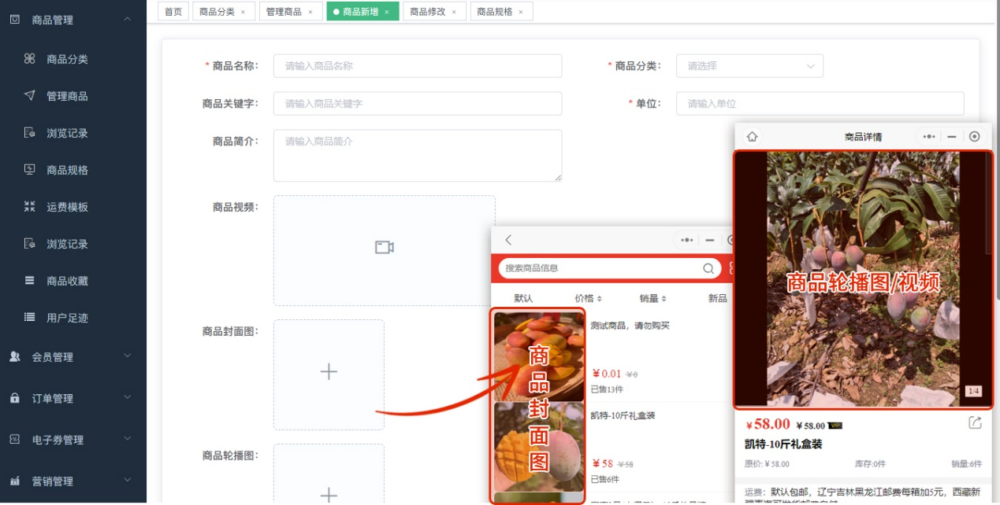 商品管理
商品分类
管理商品
浏览记录
商品规格
运费模板
浏览记录
商品收藏
用户足迹
会员管理
订单管理
电子券管理
营销管理
首页
商品分类 ×
管理商品 ×
商品新增 ×
商品修改 ×
商品规格 ×
* 商品名称：
请输入商品名称
* 商品分类：
请选择
商品关键字：
请输入商品关键字
* 单位：
请输入单位
商品简介：
请输入商品简介
商品视频：
商品封面图：
商品轮播图：
搜索商品信息
默认
价格
销量
新品
商品封面图
测试商品，请勿购买
￥0.01 ￥0
已售13件
凯特-10斤礼盒装
￥58 ￥58
已售6件
商品详情
商品轮播图/视频
1/4
￥58.00 ￥58.00 VIP
凯特-10斤礼盒装
原价:￥58.00
库存:0件
销量:6件
运费： 默认包邮，辽宁吉林黑龙江邮费每箱加5元，西藏新